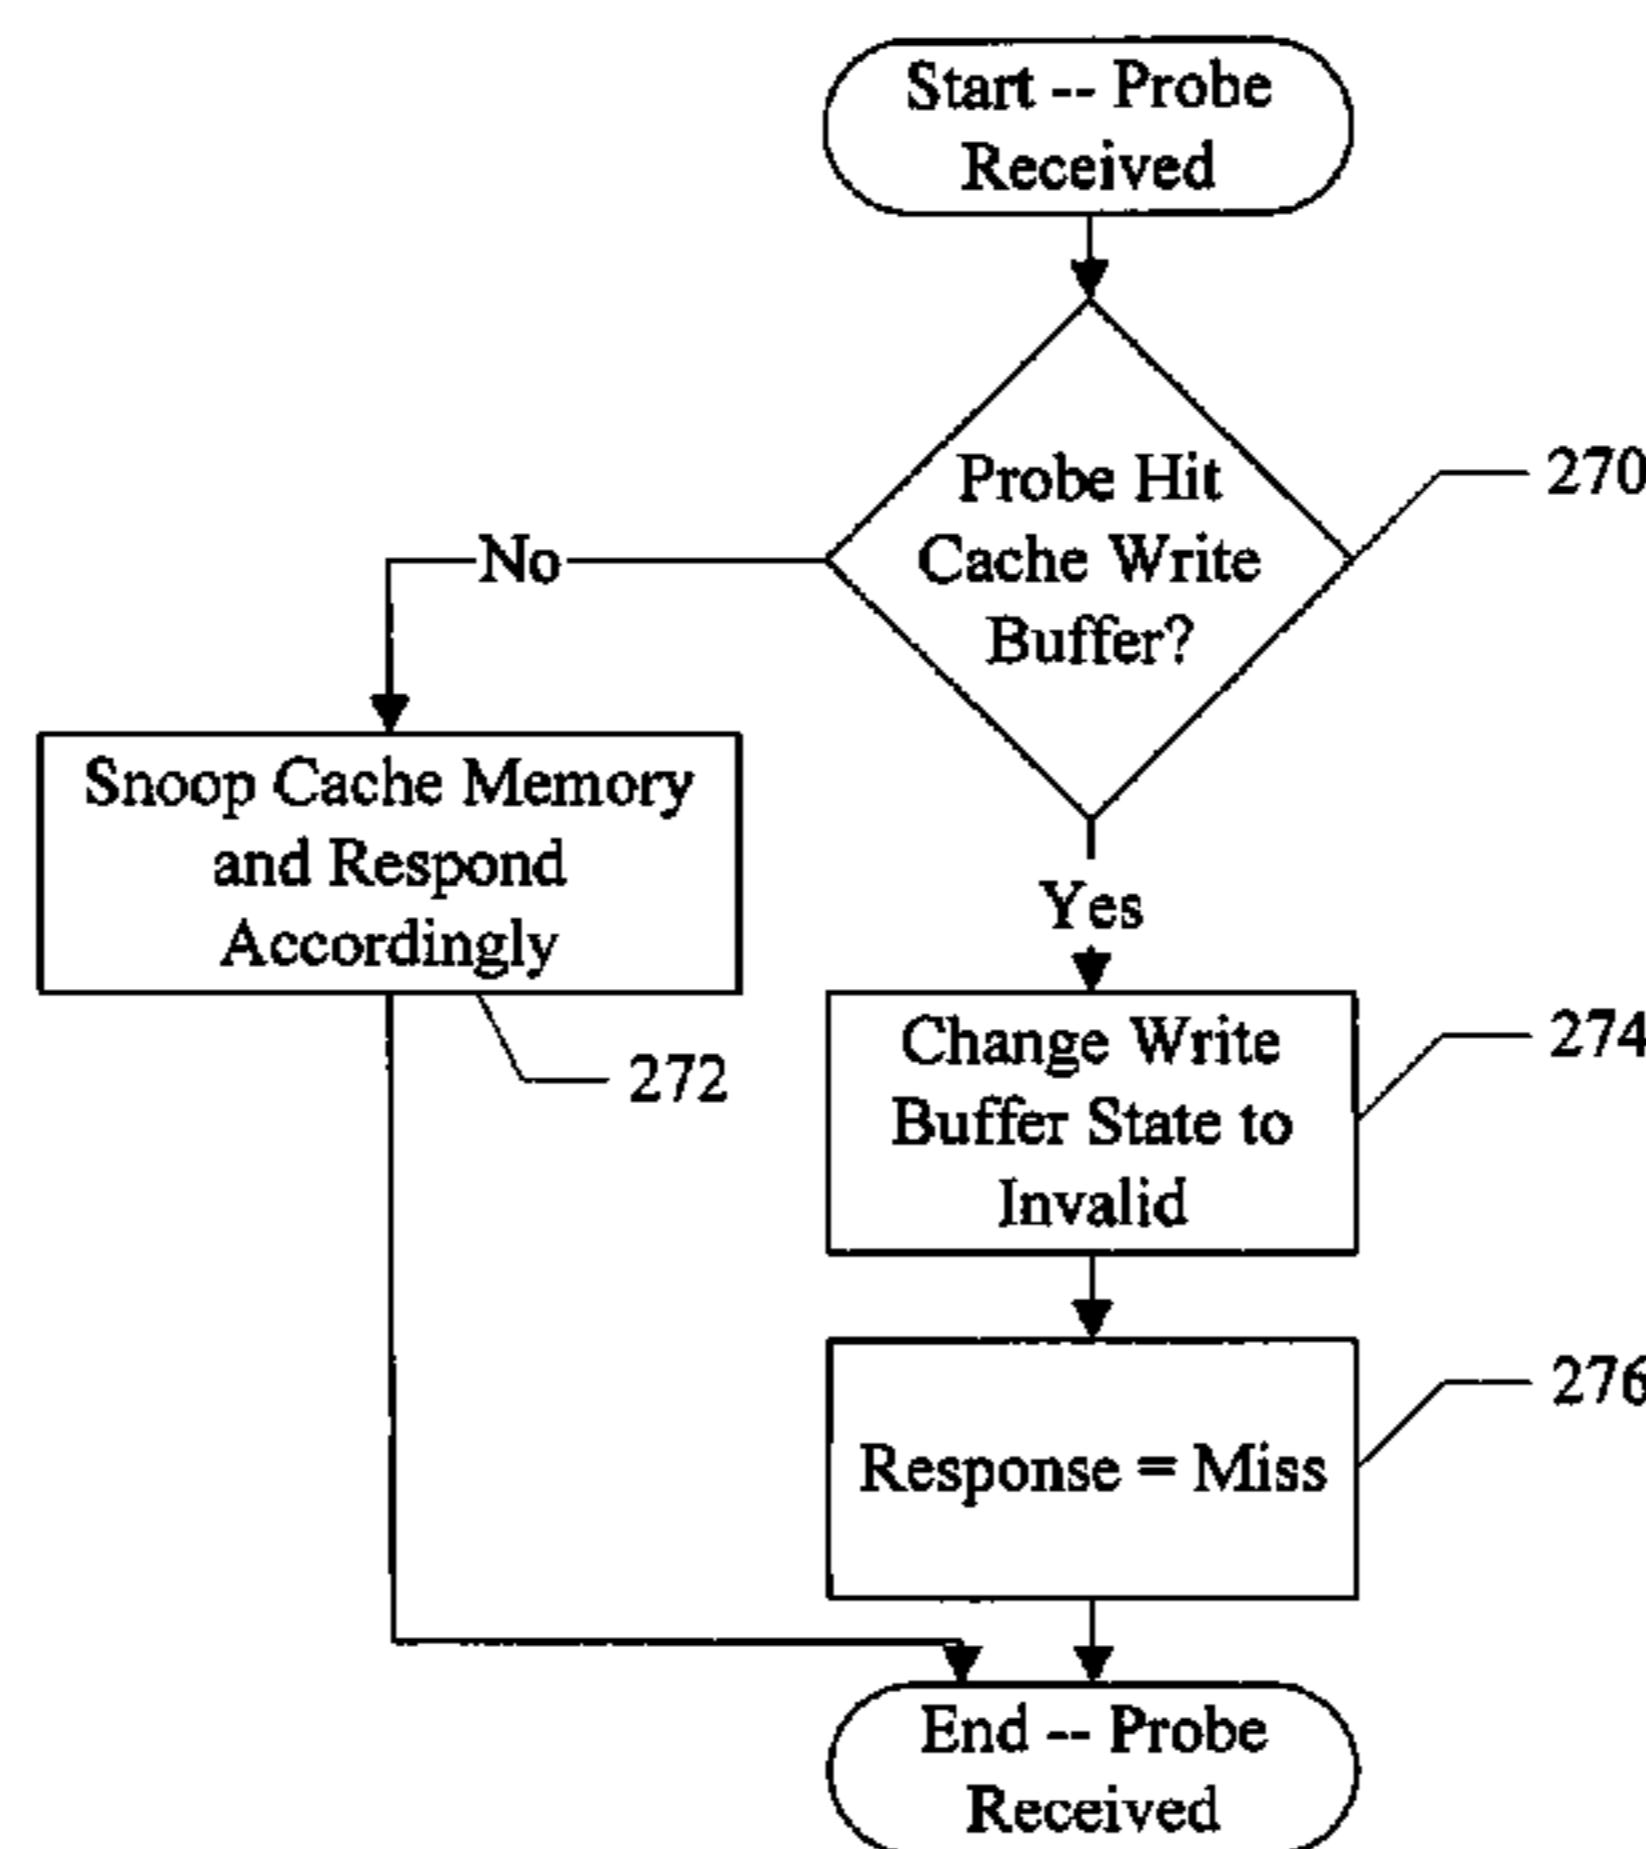 Start -- Probe
Received
Probe Hit
Cache Write
Buffer?
270
No
Yes
Snoop Cache Memory
and Respond
Accordingly
272
Change Write
Buffer State to
Invalid
274
Response = Miss
276
End -- Probe
Received